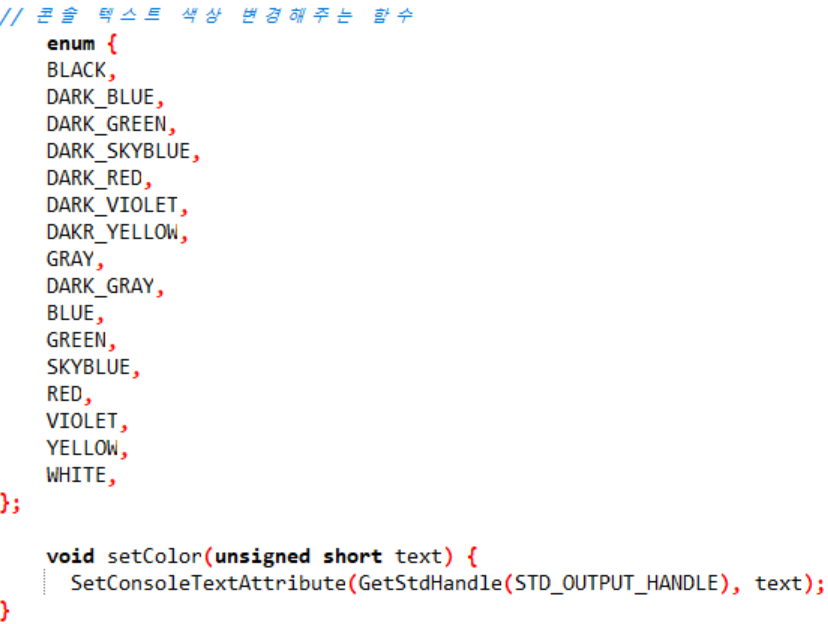 // 콘솔 텍스트 색상 변경해주는 함수
enum {
BLACK,
DARK_BLUE,
DARK_GREEN,
DARK_SKYBLUE,
DARK_RED,
DARK_VIOLET,
DAKR_YELLOW,
GRAY,
DARK_GRAY,
BLUE,
GREEN,
SKYBLUE,
RED,
VIOLET,
YELLOW,
WHITE,
};
void setColor(unsigned short text) {
SetConsoleTextAttribute(GetStdHandle(STD_OUTPUT_HANDLE), text);
}